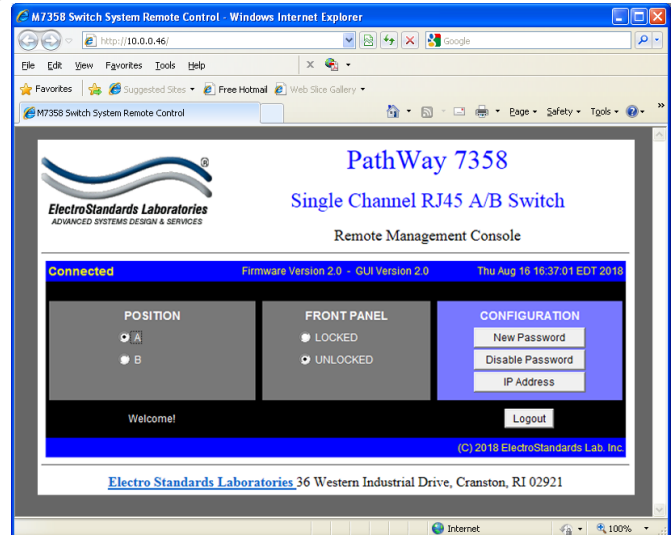 M7358 Switch System Remote Control - Windows Internet Explorer
http://10.0.0.46/
Google
File Edit View Favorites Tools Help
Favorites Suggested Sites Free Hotmail Web Slice Gallery
M7358 Switch System Remote Control
Page Safety Tools
®
ElectroStandards Laboratories
ADVANCED SYSTEMS DESIGN & SERVICES
PathWay 7358
Single Channel RJ45 A/B Switch
Remote Management Console
Connected Firmware Version 2.0 - GUI Version 2.0 Thu Aug 16 16:37:01 EDT 2018
POSITION
A
B
FRONT PANEL
LOCKED
UNLOCKED
CONFIGURATION
New Password
Disable Password
IP Address
Welcome!
Logout
(C) 2018 ElectroStandards Lab. Inc.
Electro Standards Laboratories 36 Western Industrial Drive, Cranston, RI 02921
Internet
100%